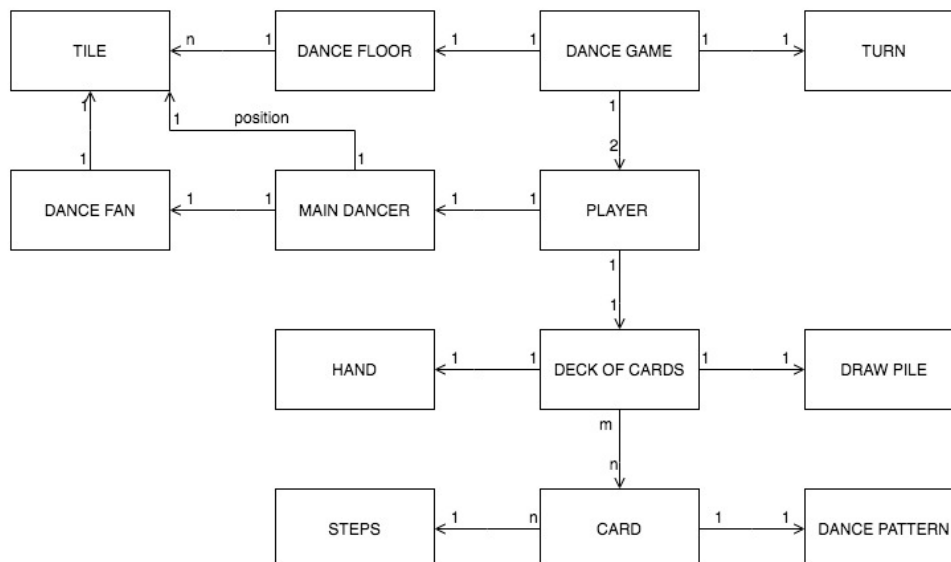 TILE
n
1
DANCE FLOOR
1
1
DANCE GAME
1
1
TURN
1
1
position
1
2
1
1
DANCE FAN
1
1
MAIN DANCER
1
1
PLAYER
1
1
HAND
1
1
DECK OF CARDS
1
1
DRAW PILE
m
n
STEPS
1
n
CARD
1
1
DANCE PATTERN